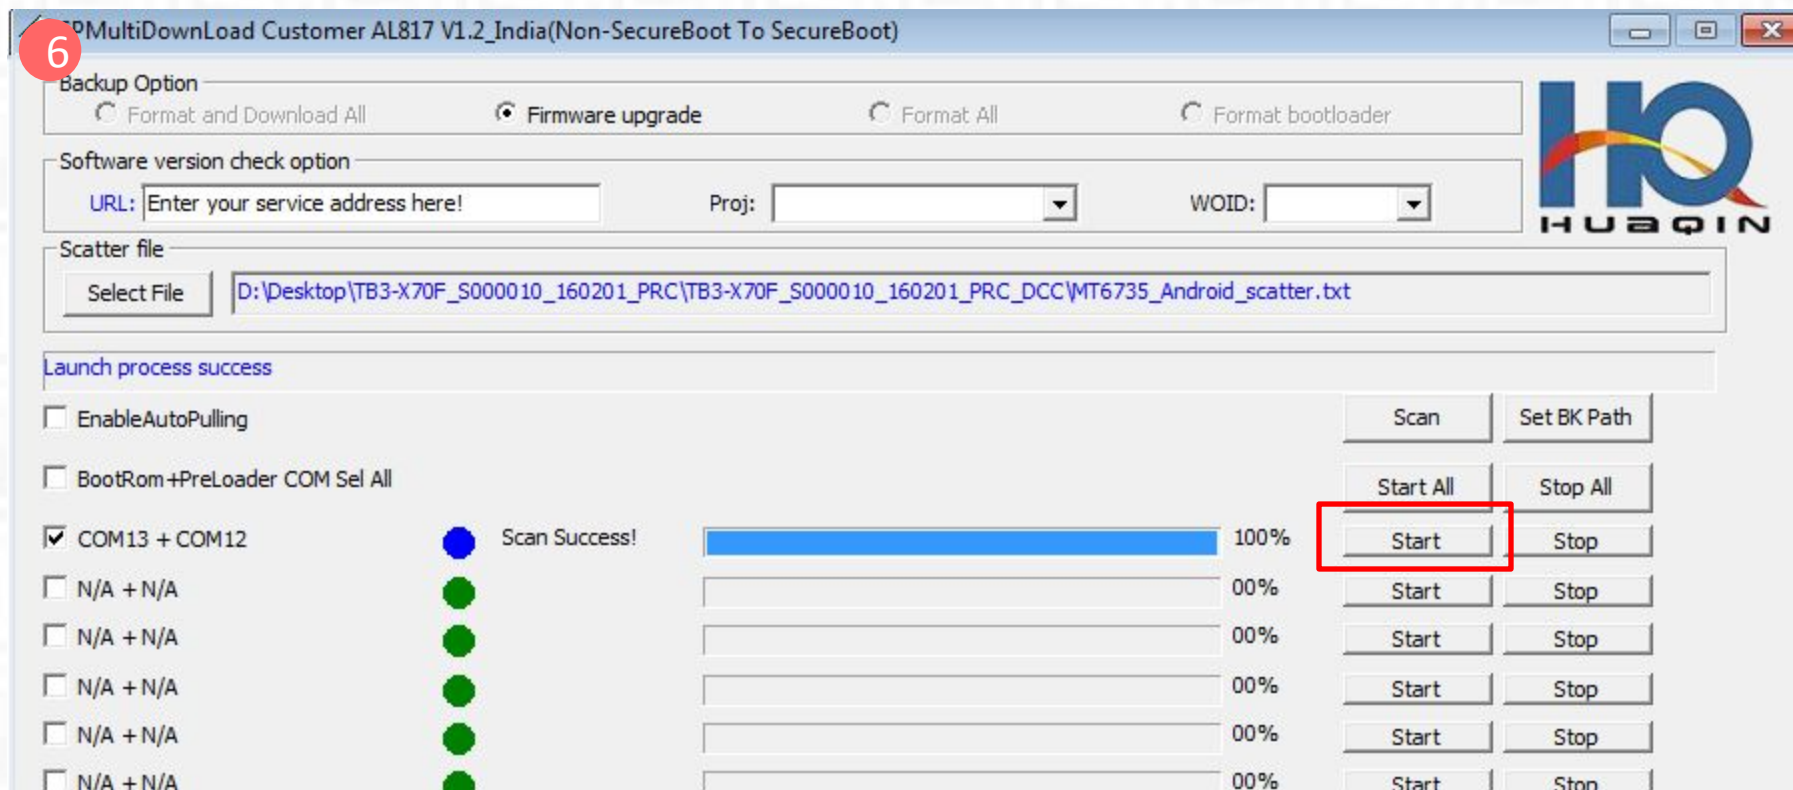 6
PMultiDownLoad Customer AL817 V1.2_India(Non-SecureBoot To SecureBoot)
Backup Option
Format and Download All Firmware upgrade Format All Format bootloader
Software version check option
URL: Enter your service address here! Proj: WOID:
HUAQIN
Scatter file
Select File D:\Desktop\TB3-X70F_S000010_160201_PRC\TB3-X70F_S000010_160201_PRC_DCC\MT6735_Android_scatter.txt
Launch process success
EnableAutoPulling Scan Set BK Path
BootRom+PreLoader COM Sel All Start All Stop All
COM13 + COM12 Scan Success! 100% Start Stop
N/A + N/A 00% Start Stop
N/A + N/A 00% Start Stop
N/A + N/A 00% Start Stop
N/A + N/A 00% Start Stop
N/A + N/A 00% Start Stop